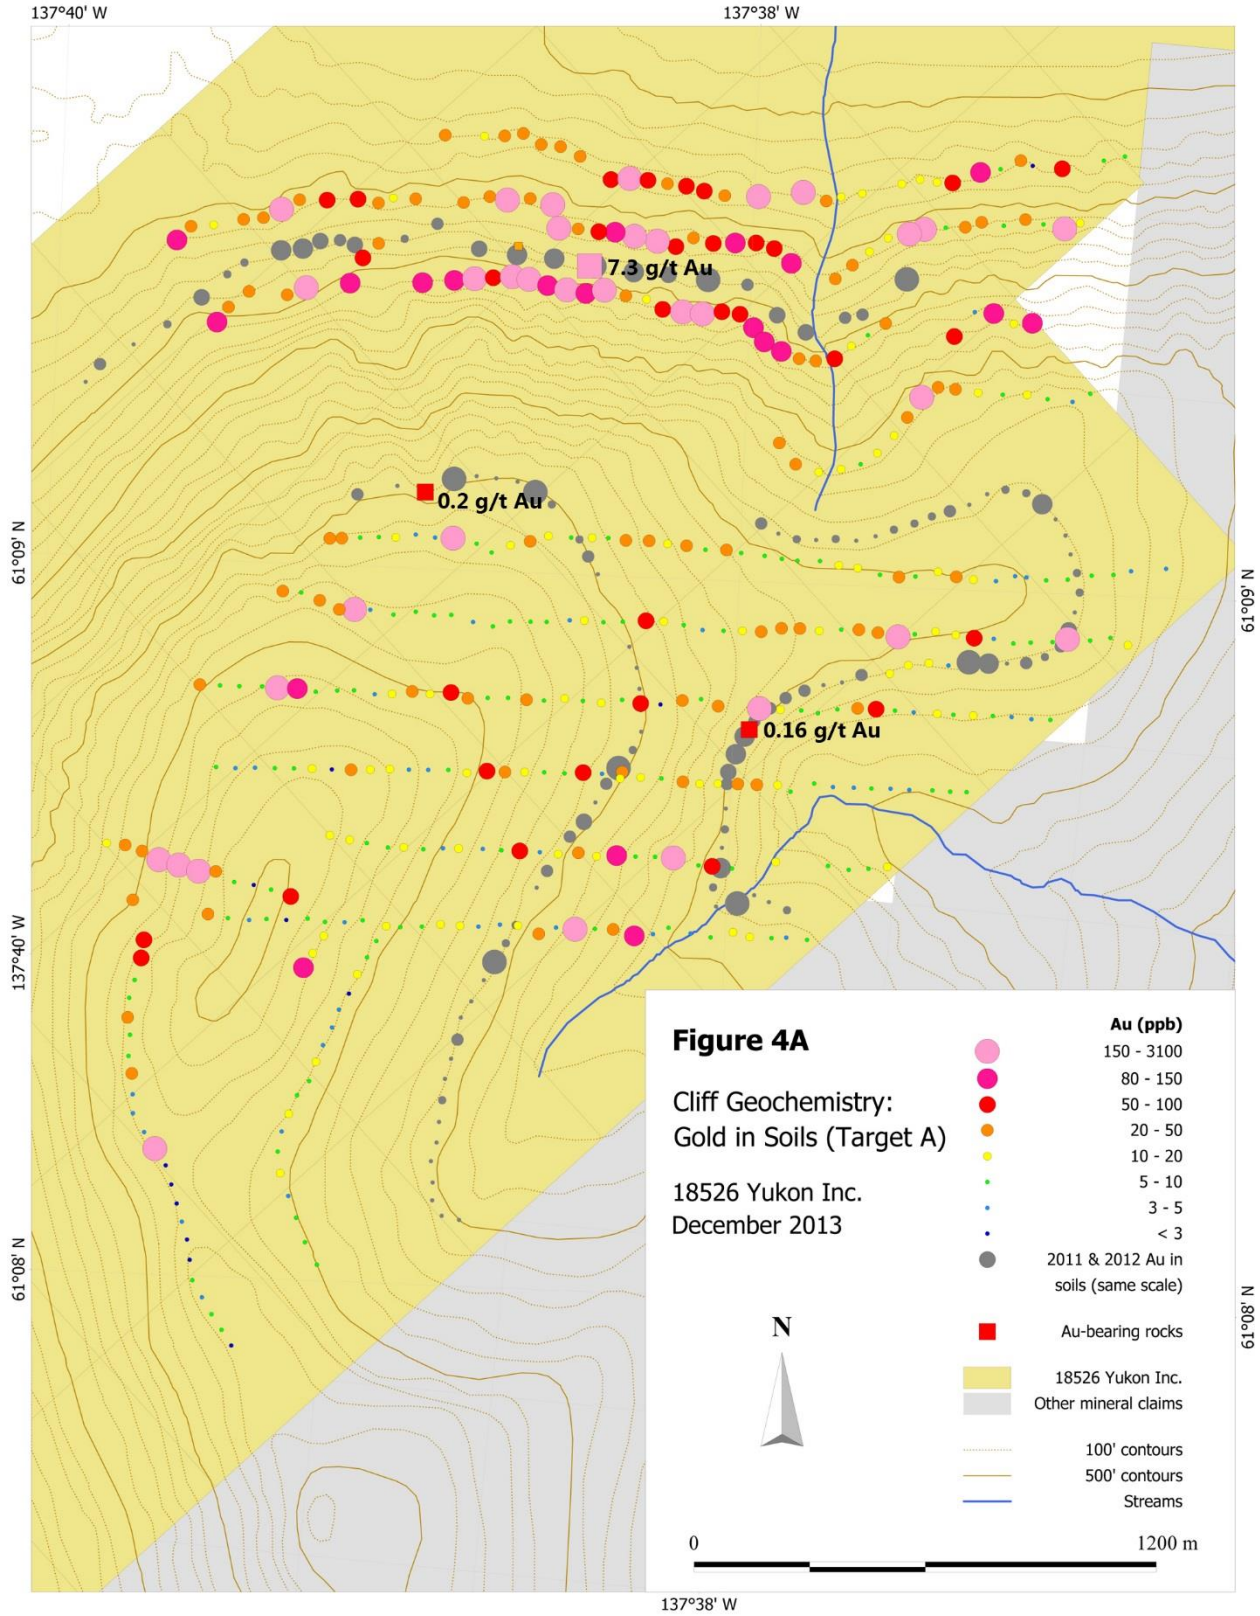 137°40' W
137°38' W
7.3 g/t Au
0.2 g/t Au
61°09' N
61°09' N
0.16 g/t Au
137°40' W
Figure 4A
Cliff Geochemistry:
Gold in Soils (Target A)
18526 Yukon Inc.
December 2013
Au (ppb)
150 - 3100
80 - 150
50 - 100
20 - 50
10 - 20
5 - 10
3 - 5
< 3
2011 & 2012 Au in
soils (same scale)
Au-bearing rocks
18526 Yukon Inc.
Other mineral claims
100' contours
500' contours
Streams
N
0
1200 m
61°08' N
61°08' N
137°38' W